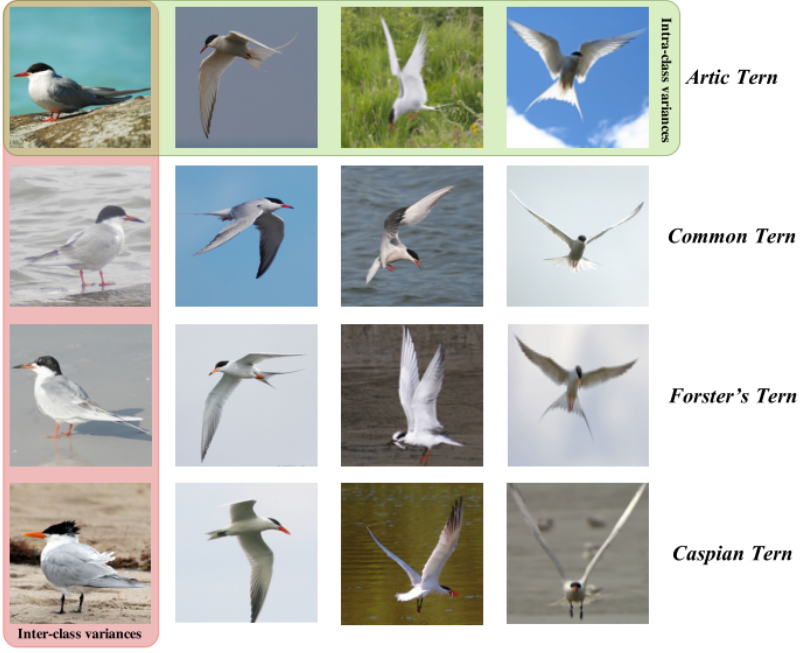 Intra-class variances
Artic Tern
Common Tern
Forster's Tern
Caspian Tern
Inter-class variances